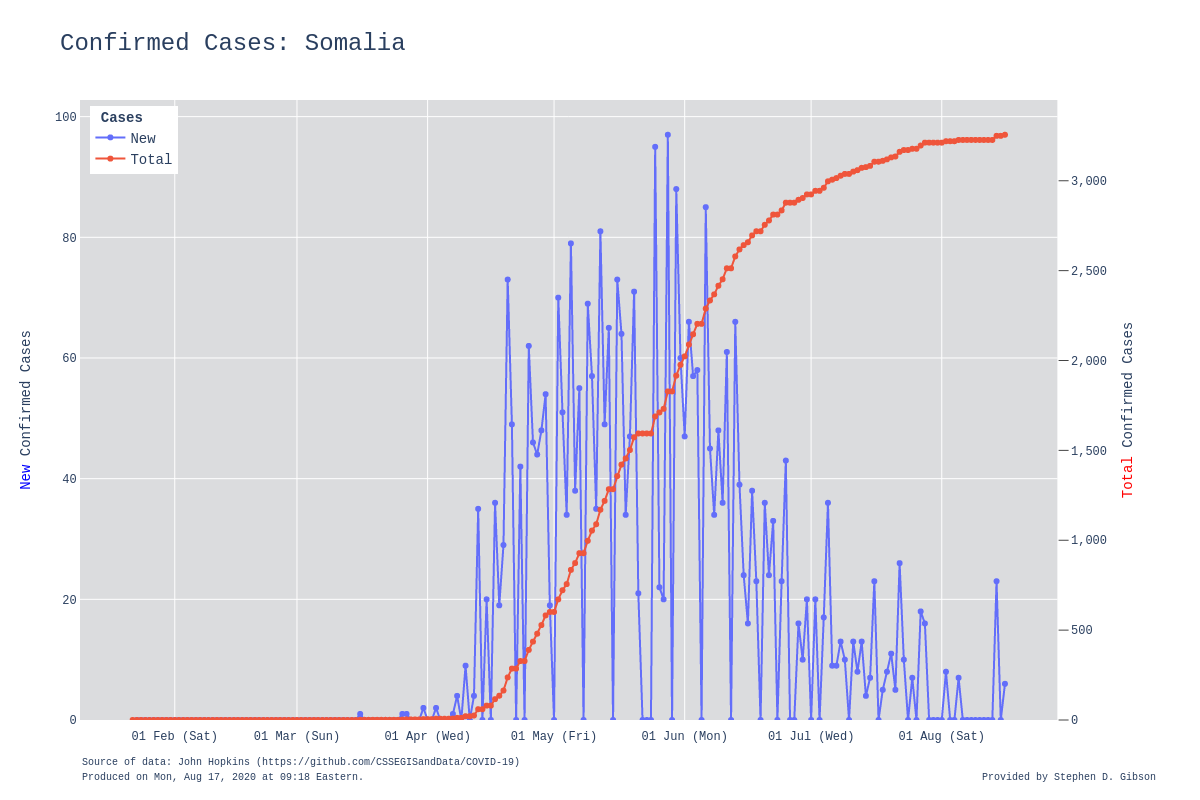 Confirmed Cases: Somalia
Cases
New
Total
100
80
60
40
20
0
3,000
2,500
2,000
1,500
1,000
500
0
New Confirmed Cases
Total Confirmed Cases
01 Feb (Sat)
01 Mar (Sun)
01 Apr (Wed)
01 May (Fri)
01 Jun (Mon)
01 Jul (Wed)
01 Aug (Sat)
Source of data: John Hopkins (https://github.com/CSSEGISandData/COVID-19)
Produced on Mon, Aug 17, 2020 at 09:18 Eastern.
Provided by Stephen D. Gibson